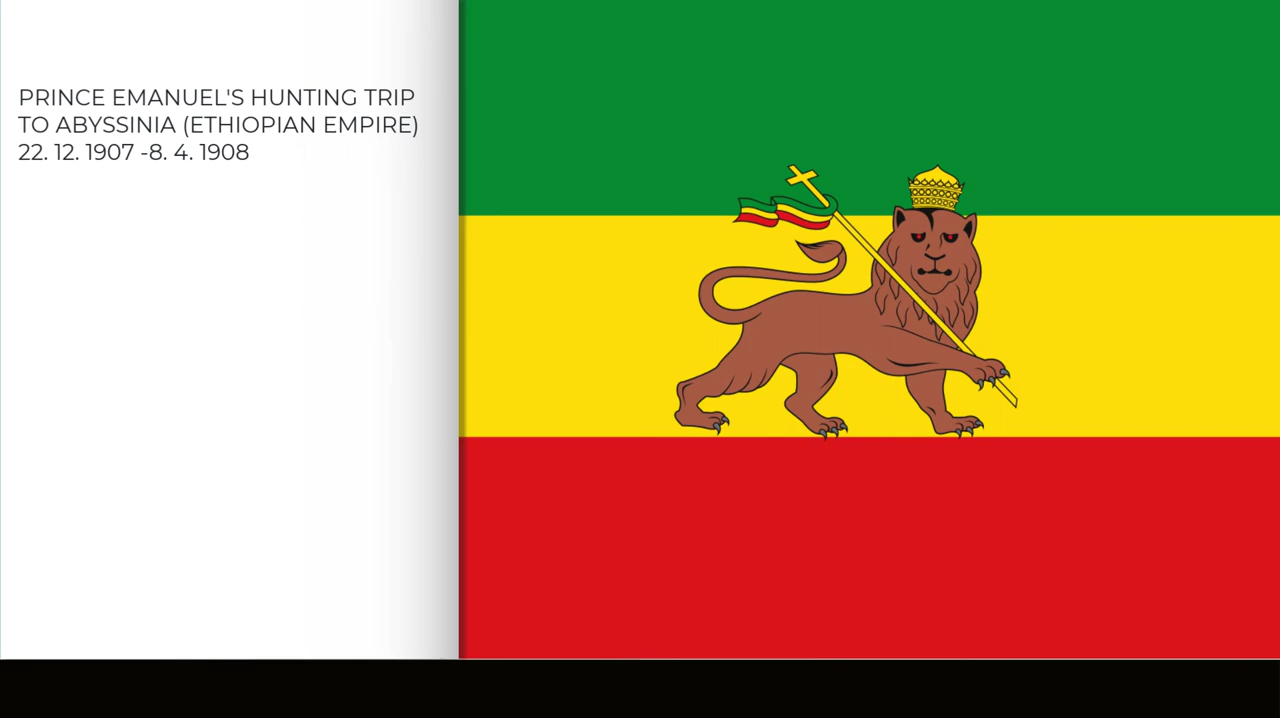 PRINCE EMANUEL'S HUNTING TRIP
TO ABYSSINIA (ETHIOPIAN EMPIRE)
22. 12. 1907 -8. 4. 1908